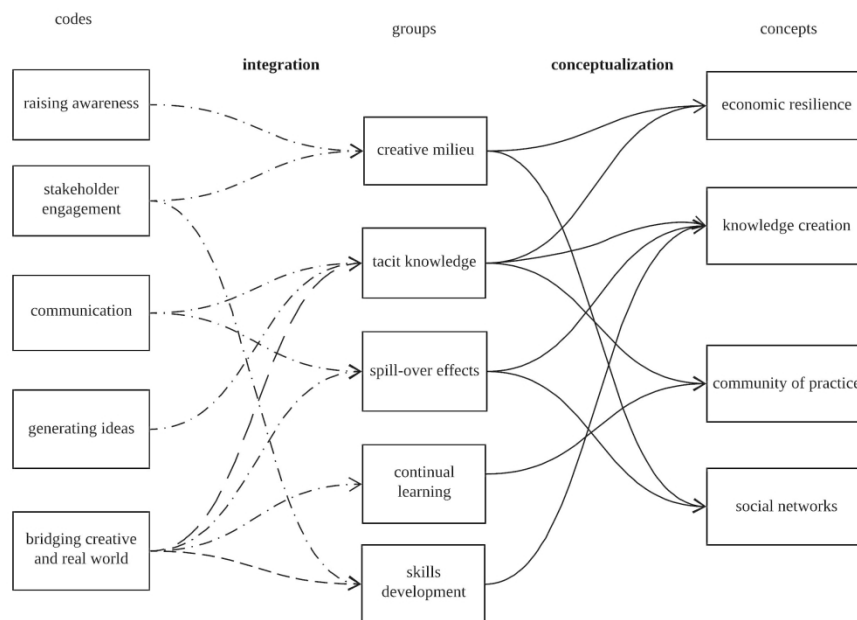 codes
groups
concepts
integration
conceptualization
raising awareness
stakeholder
engagement
communication
generating ideas
bridging creative
and real world
creative milieu
tacit knowledge
spill-over effects
continual
learning
skills
development
economic resilience
knowledge creation
community of practice
social networks